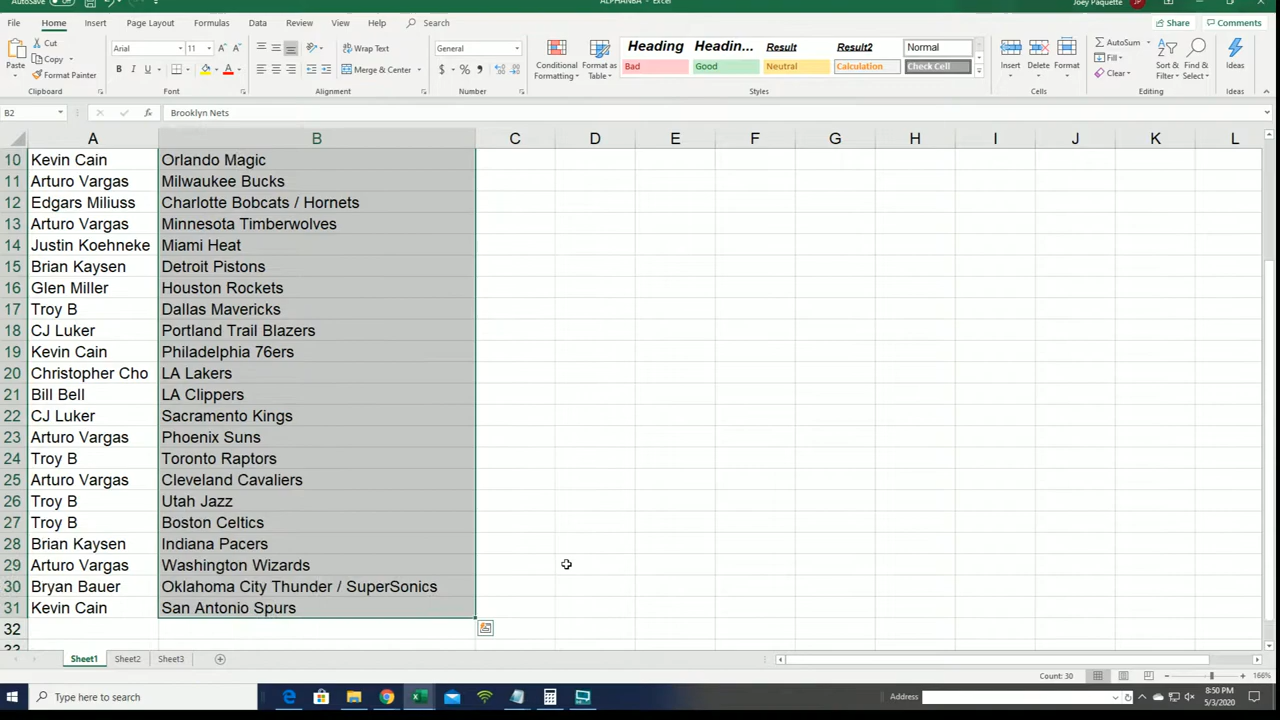 ALPHANBA - Excel
Joey Paquette JP
File Home Insert Page Layout Formulas Data Review View Help Search Share Comments
Paste Cut Copy Format Painter Clipboard
Arial 11 Font
Wrap Text Merge & Center Alignment
General Number
Conditional Formatting Format as Table
Heading Headin... Result Result2 Normal
Bad Good Neutral Calculation Check Cell
Styles
Insert Delete Format Cells
AutoSum Fill Clear Sort & Filter Find & Select Editing
Ideas Ideas
B2 Brooklyn Nets
A B C D E F G H I J K L
10 Kevin Cain Orlando Magic
11 Arturo Vargas Milwaukee Bucks
12 Edgars Miliuss Charlotte Bobcats / Hornets
13 Arturo Vargas Minnesota Timberwolves
14 Justin Koehneke Miami Heat
15 Brian Kaysen Detroit Pistons
16 Glen Miller Houston Rockets
17 Troy B Dallas Mavericks
18 CJ Luker Portland Trail Blazers
19 Kevin Cain Philadelphia 76ers
20 Christopher Cho LA Lakers
21 Bill Bell LA Clippers
22 CJ Luker Sacramento Kings
23 Arturo Vargas Phoenix Suns
24 Troy B Toronto Raptors
25 Arturo Vargas Cleveland Cavaliers
26 Troy B Utah Jazz
27 Troy B Boston Celtics
28 Brian Kaysen Indiana Pacers
29 Arturo Vargas Washington Wizards
30 Bryan Bauer Oklahoma City Thunder / SuperSonics
31 Kevin Cain San Antonio Spurs
32
Sheet1 Sheet2 Sheet3
Count: 30 166%
Type here to search
Address
8:50 PM
5/3/2020